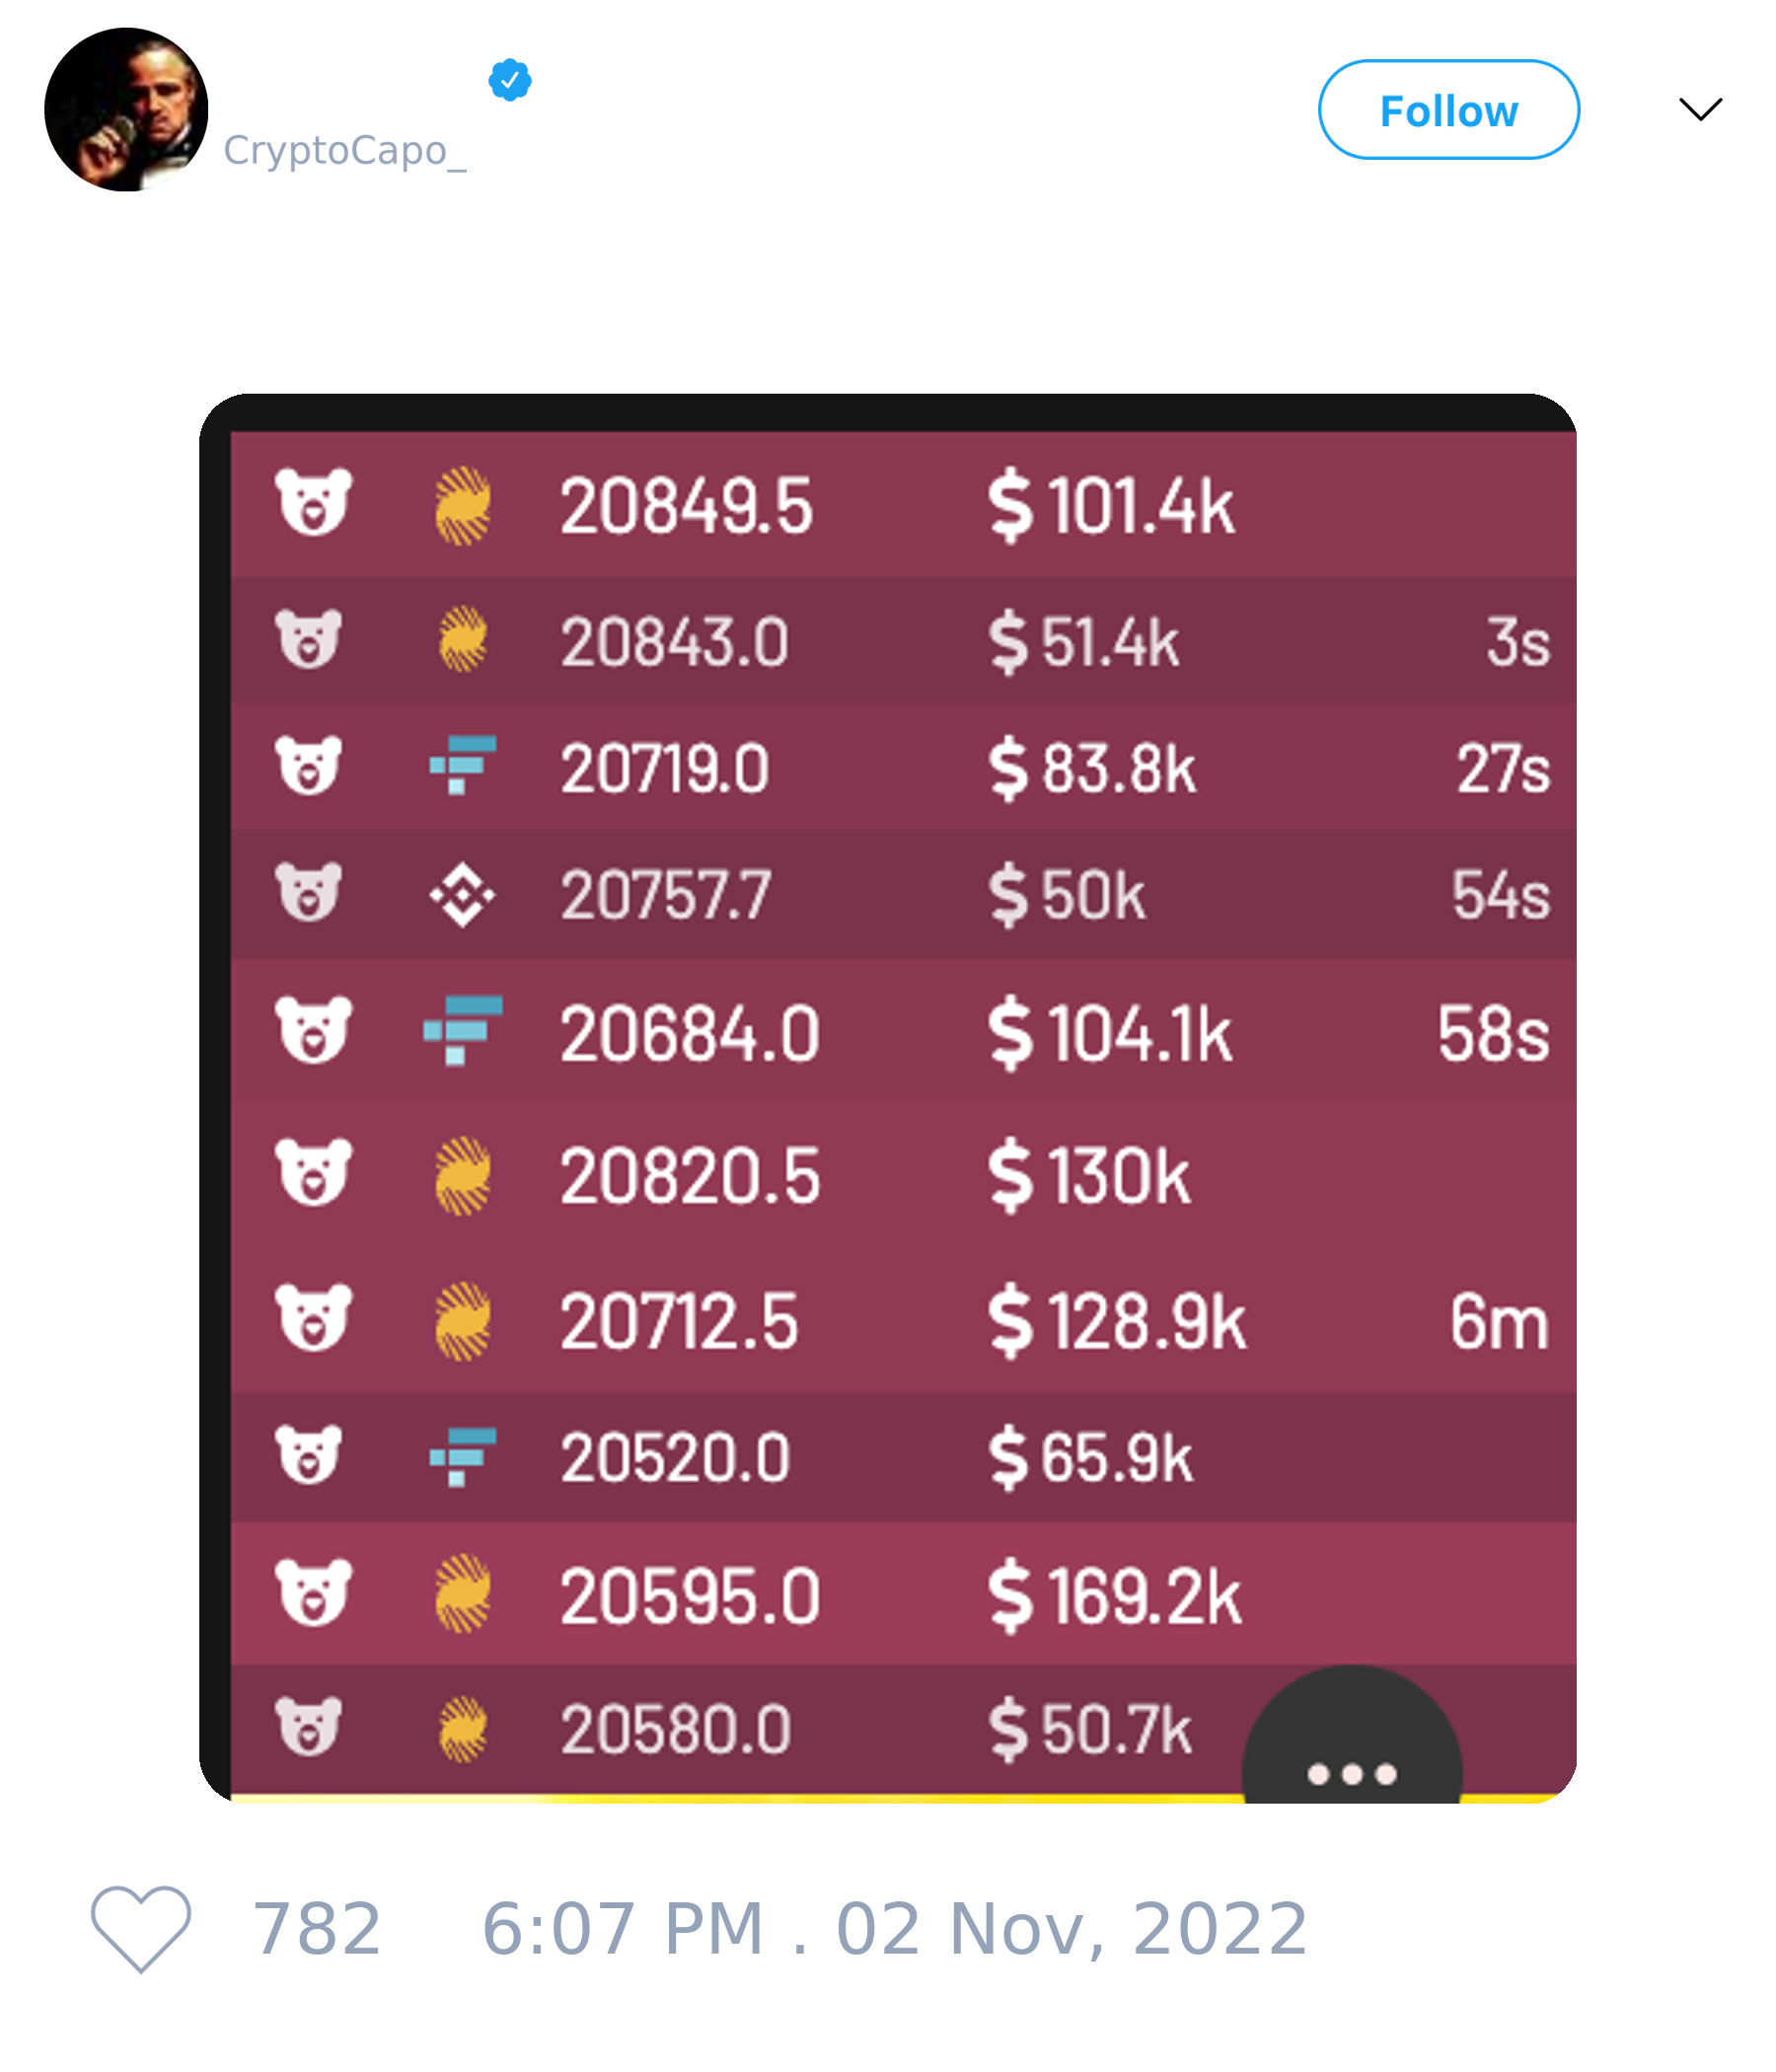 CryptoCapo_
Follow
20849.5 $ 101.4k
20843.0 $ 51.4k 3s
20719.0 $ 83.8k 27s
20757.7 $ 50k 54s
20684.0 $ 104.1k 58s
20820.5 $ 130k
20712.5 $ 128.9k 6m
20520.0 $ 65.9k
20595.0 $ 169.2k
20580.0 $ 50.7k
782 6:07 PM . 02 Nov, 2022